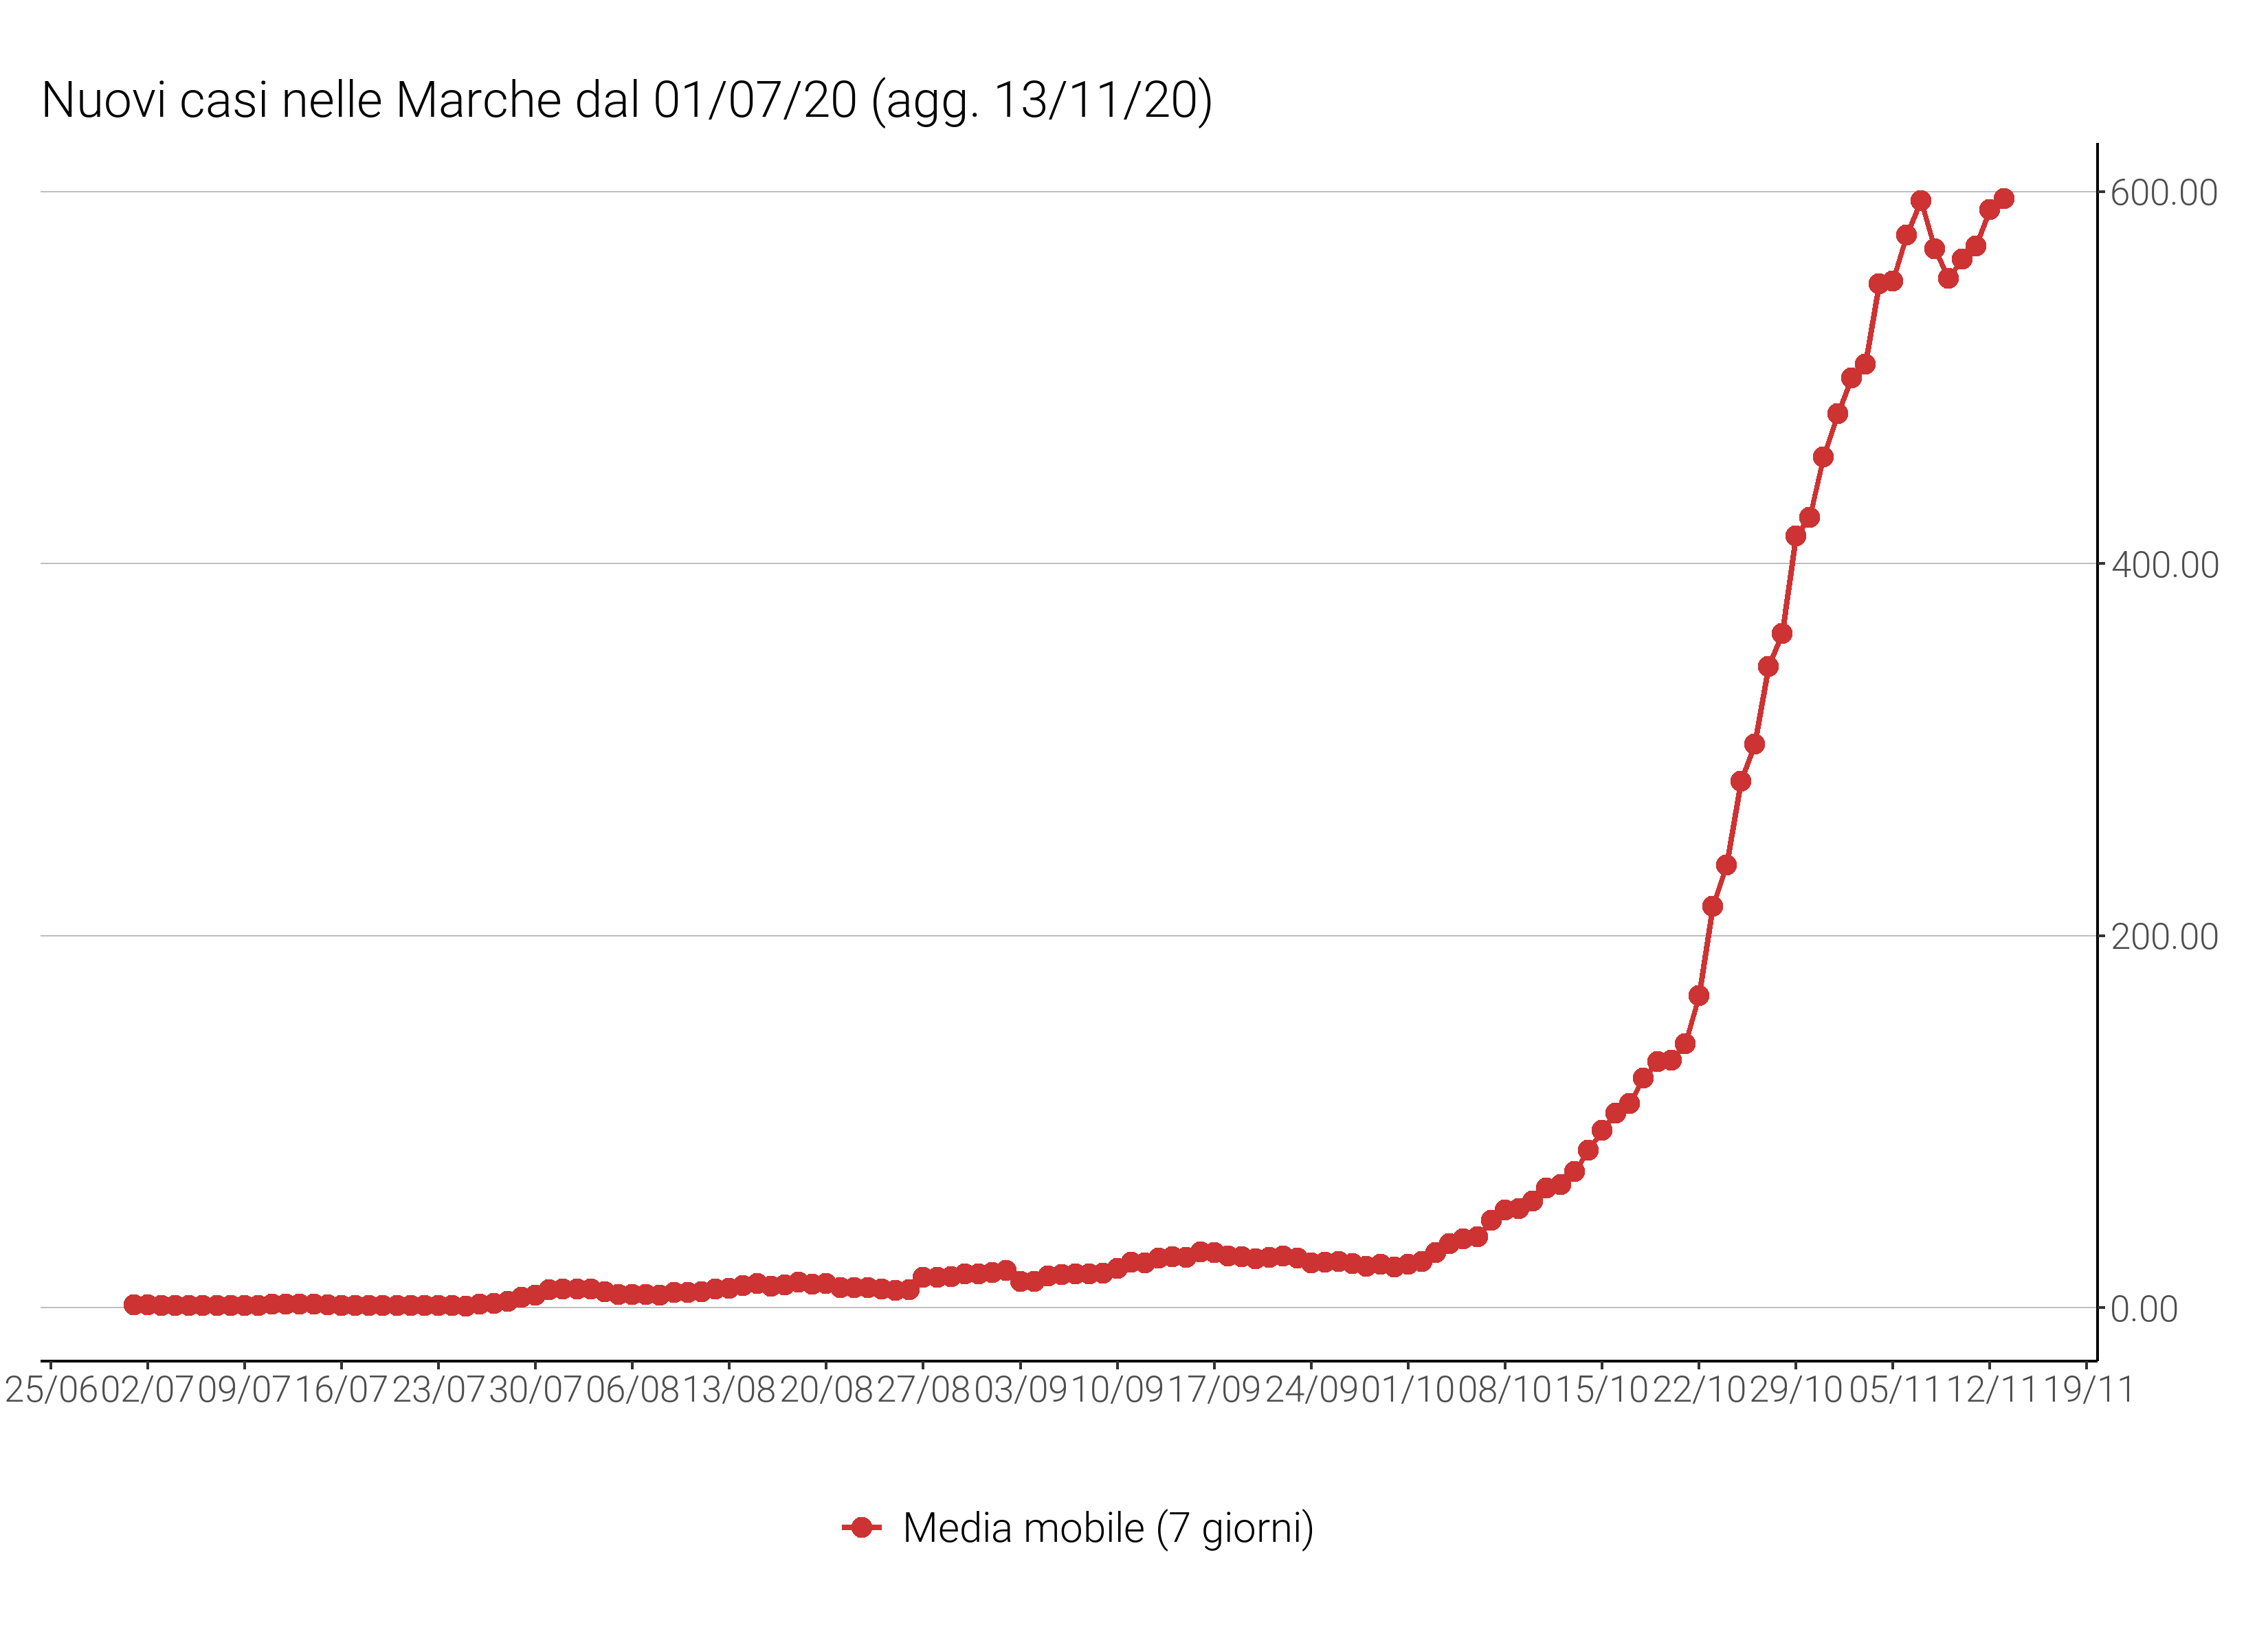 Nuovi casi nelle Marche dal 01/07/20 (agg. 13/11/20)
600.00
400.00
200.00
0.00
25/06 02/07 09/07 16/07 23/07 30/07 06/08 13/08 20/08 27/08 03/09 10/09 17/09 24/09 01/10 08/10 15/10 22/10 29/10 05/11 12/11 19/11
Media mobile (7 giorni)